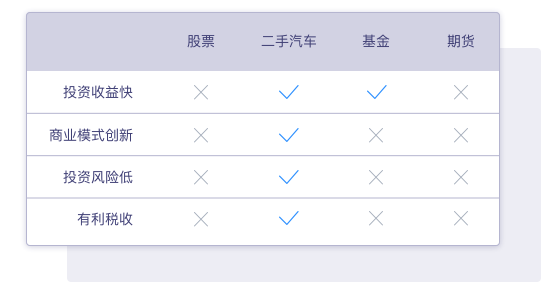 股票 二手汽车 基金 期货
投资收益快
商业模式创新
投资风险低
有利税收